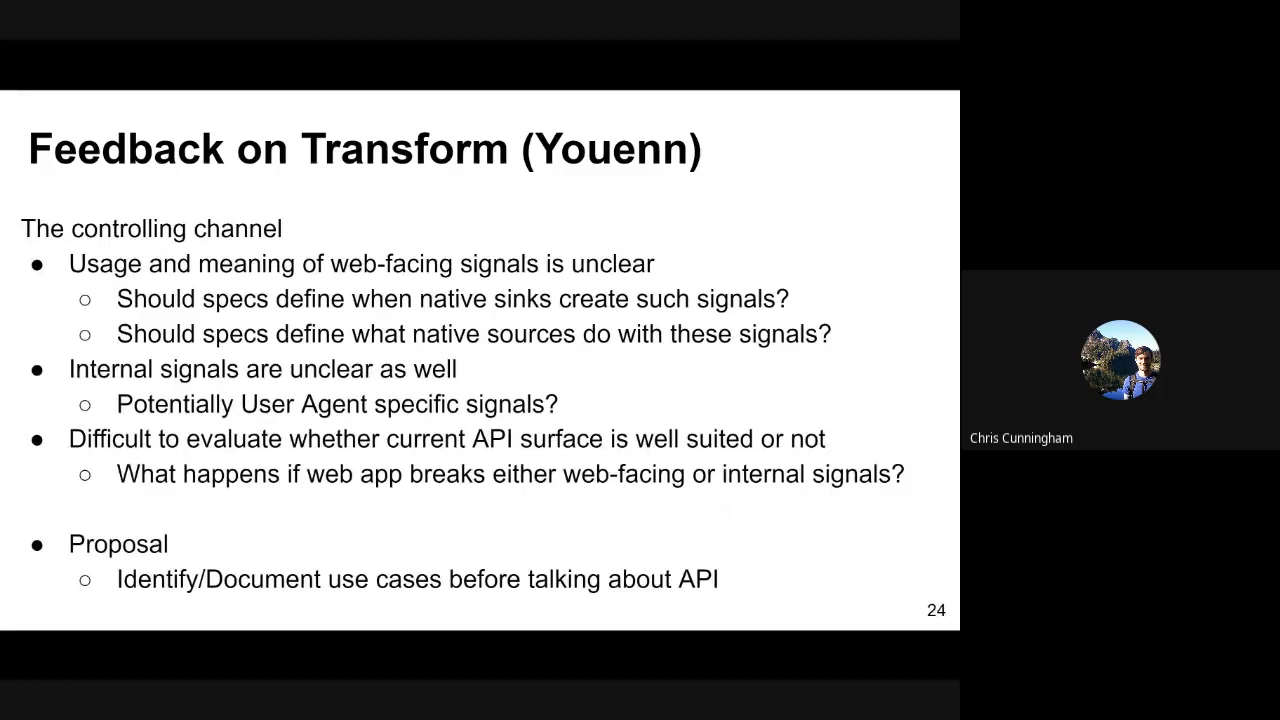 Feedback on Transform (Youenn)
The controlling channel
● Usage and meaning of web-facing signals is unclear
○ Should specs define when native sinks create such signals?
○ Should specs define what native sources do with these signals?
● Internal signals are unclear as well
○ Potentially User Agent specific signals?
● Difficult to evaluate whether current API surface is well suited or not
○ What happens if web app breaks either web-facing or internal signals?
● Proposal
○ Identify/Document use cases before talking about API
24
Chris Cunningham